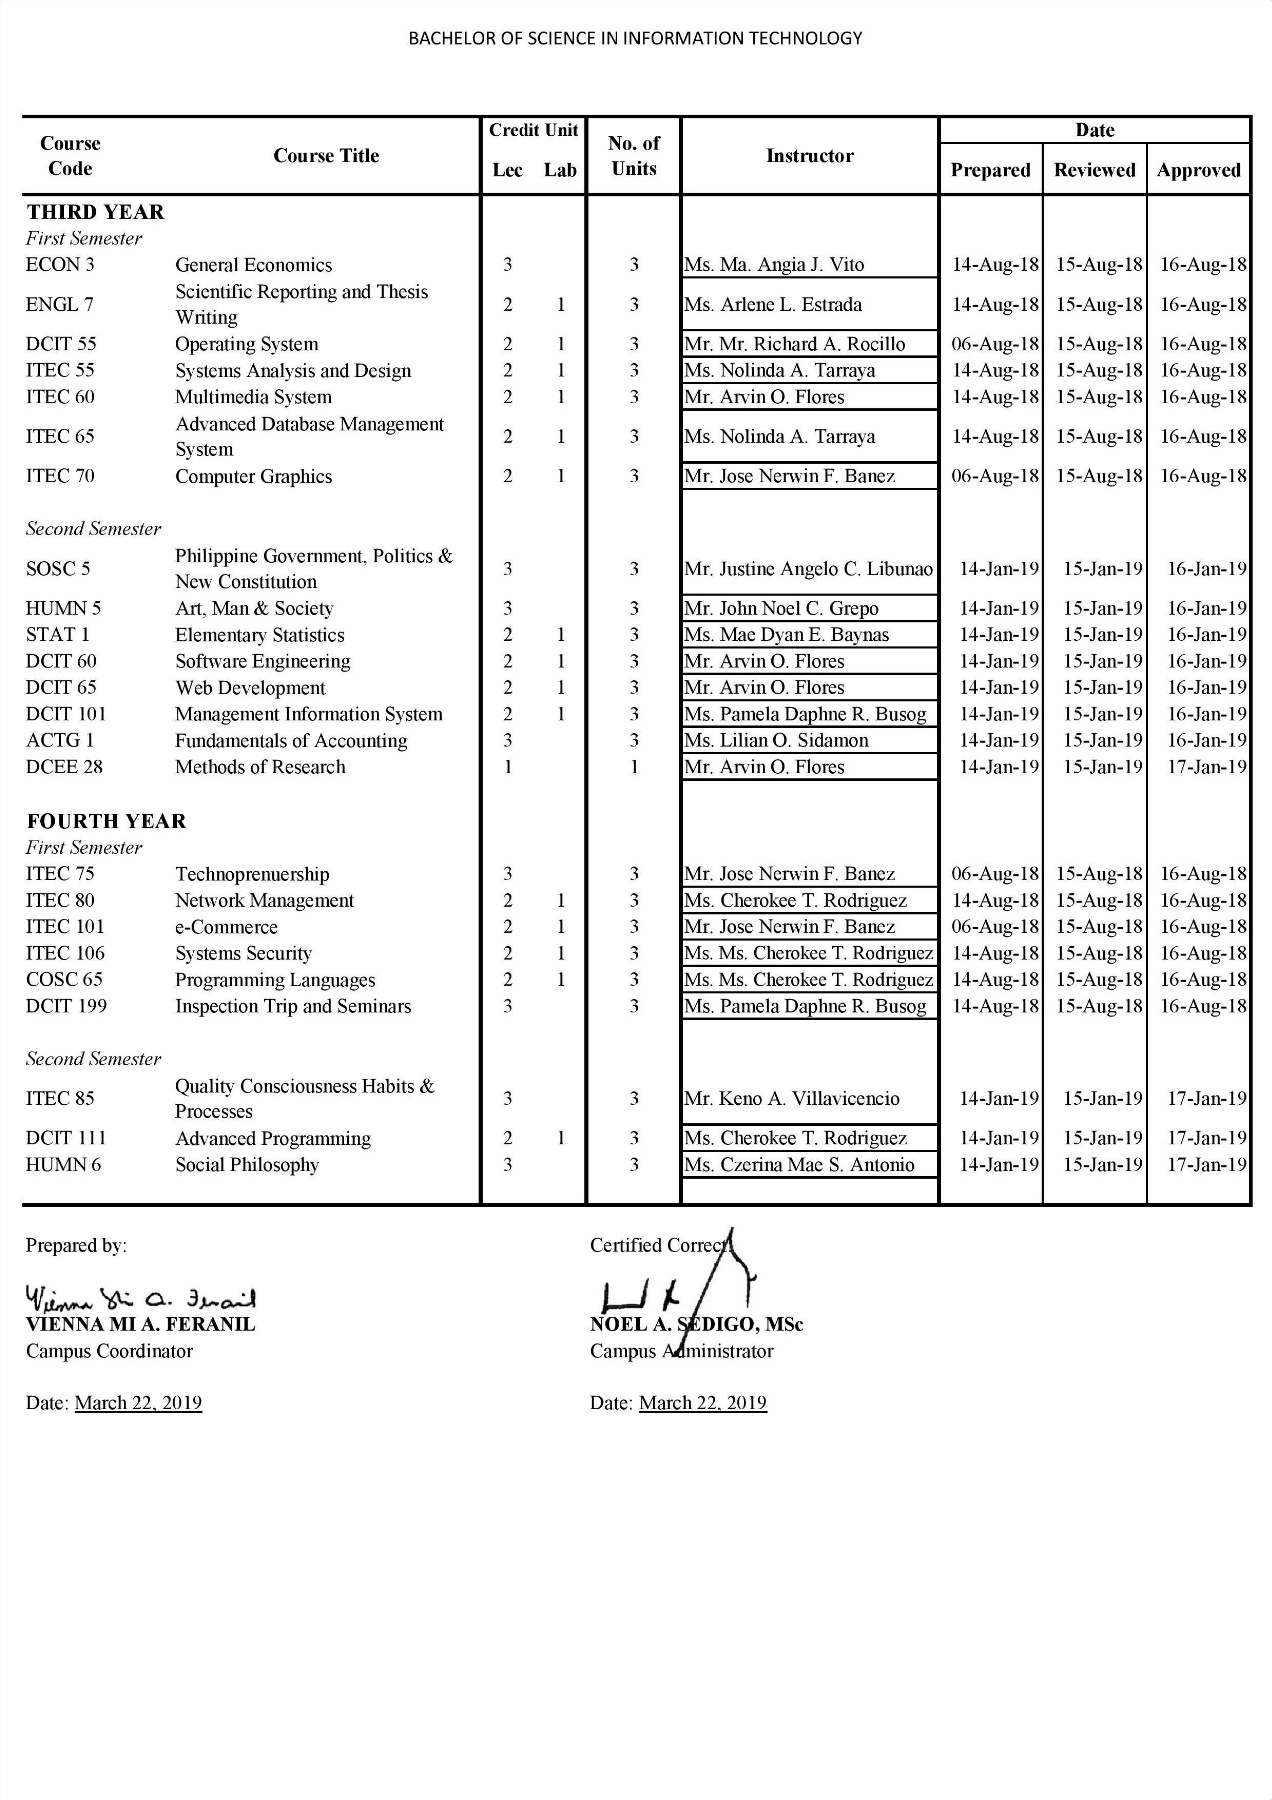 BACHELOR OF SCIENCE IN INFORMATION TECHNOLOGY
Course Code Course Title Credit Unit Lec Lab No. of Units Instructor Date Prepared Reviewed Approved
THIRD YEAR
First Semester
ECON 3 General Economics 3 3 Ms. Ma. Angia J. Vito 14-Aug-18 15-Aug-18 16-Aug-18
ENGL 7 Scientific Reporting and Thesis Writing 2 1 3 Ms. Arlene L. Estrada 14-Aug-18 15-Aug-18 16-Aug-18
DCIT 55 Operating System 2 1 3 Mr. Mr. Richard A. Rocillo 06-Aug-18 15-Aug-18 16-Aug-18
ITEC 55 Systems Analysis and Design 2 1 3 Ms. Nolinda A. Tarraya 14-Aug-18 15-Aug-18 16-Aug-18
ITEC 60 Multimedia System 2 1 3 Mr. Arvin O. Flores 14-Aug-18 15-Aug-18 16-Aug-18
ITEC 65 Advanced Database Management System 2 1 3 Ms. Nolinda A. Tarraya 14-Aug-18 15-Aug-18 16-Aug-18
ITEC 70 Computer Graphics 2 1 3 Mr. Jose Nerwin F. Banez 06-Aug-18 15-Aug-18 16-Aug-18
Second Semester
SOSC 5 Philippine Government, Politics & New Constitution 3 3 Mr. Justine Angelo C. Libunao 14-Jan-19 15-Jan-19 16-Jan-19
HUMN 5 Art, Man & Society 3 3 Mr. John Noel C. Grepo 14-Jan-19 15-Jan-19 16-Jan-19
STAT 1 Elementary Statistics 2 1 3 Ms. Mae Dyan E. Baynas 14-Jan-19 15-Jan-19 16-Jan-19
DCIT 60 Software Engineering 2 1 3 Mr. Arvin O. Flores 14-Jan-19 15-Jan-19 16-Jan-19
DCIT 65 Web Development 2 1 3 Mr. Arvin O. Flores 14-Jan-19 15-Jan-19 16-Jan-19
DCIT 101 Management Information System 2 1 3 Ms. Pamela Daphne R. Busog 14-Jan-19 15-Jan-19 16-Jan-19
ACTG 1 Fundamentals of Accounting 3 3 Ms. Lilian O. Sidamon 14-Jan-19 15-Jan-19 16-Jan-19
DCEE 28 Methods of Research 1 1 Mr. Arvin O. Flores 14-Jan-19 15-Jan-19 17-Jan-19
FOURTH YEAR
First Semester
ITEC 75 Technoprenuership 3 3 Mr. Jose Nerwin F. Banez 06-Aug-18 15-Aug-18 16-Aug-18
ITEC 80 Network Management 2 1 3 Ms. Cherokee T. Rodriguez 14-Aug-18 15-Aug-18 16-Aug-18
ITEC 101 e-Commerce 2 1 3 Mr. Jose Nerwin F. Banez 06-Aug-18 15-Aug-18 16-Aug-18
ITEC 106 Systems Security 2 1 3 Ms. Ms. Cherokee T. Rodriguez 14-Aug-18 15-Aug-18 16-Aug-18
COSC 65 Programming Languages 2 1 3 Ms. Ms. Cherokee T. Rodriguez 14-Aug-18 15-Aug-18 16-Aug-18
DCIT 199 Inspection Trip and Seminars 3 3 Ms. Pamela Daphne R. Busog 14-Aug-18 15-Aug-18 16-Aug-18
Second Semester
ITEC 85 Quality Consciousness Habits & Processes 3 3 Mr. Keno A. Villavicencio 14-Jan-19 15-Jan-19 17-Jan-19
DCIT 111 Advanced Programming 2 1 3 Ms. Cherokee T. Rodriguez 14-Jan-19 15-Jan-19 17-Jan-19
HUMN 6 Social Philosophy 3 3 Ms. Czerina Mae S. Antonio 14-Jan-19 15-Jan-19 17-Jan-19
Prepared by: Certified Correct:
Vienna Mi A. Feranil
VIENNA MI A. FERANIL NOEL A. SEDIGO, MSc
Campus Coordinator Campus Administrator
Date: March 22, 2019 Date: March 22, 2019